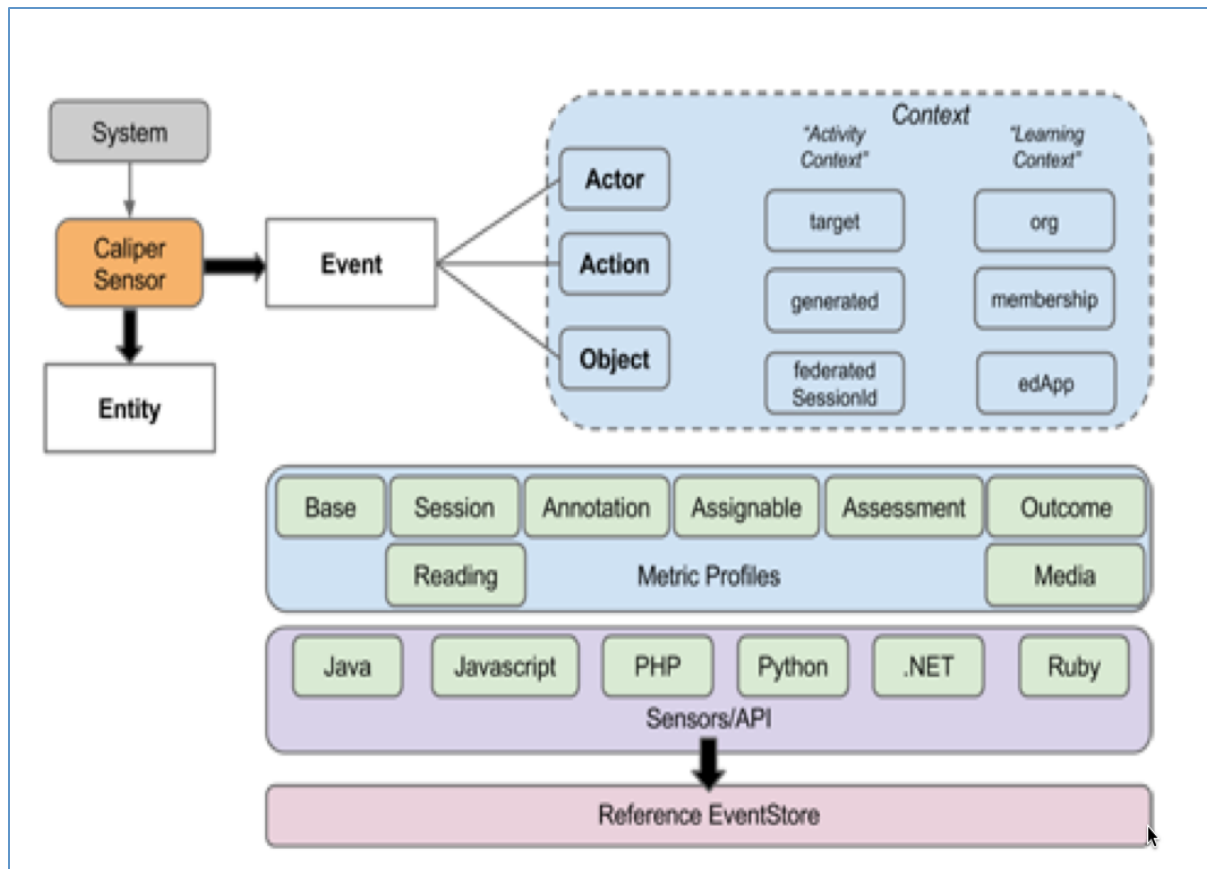 System
Caliper
Sensor
Entity
Event
Context
Actor
Action
Object
"Activity
Context"
target
generated
federated
SessionId
"Learning
Context"
org
membership
edApp
Base
Session
Annotation
Assignable
Assessment
Outcome
Reading
Metric Profiles
Media
Java
Javascript
PHP
Python
.NET
Ruby
Sensors/API
Reference EventStore